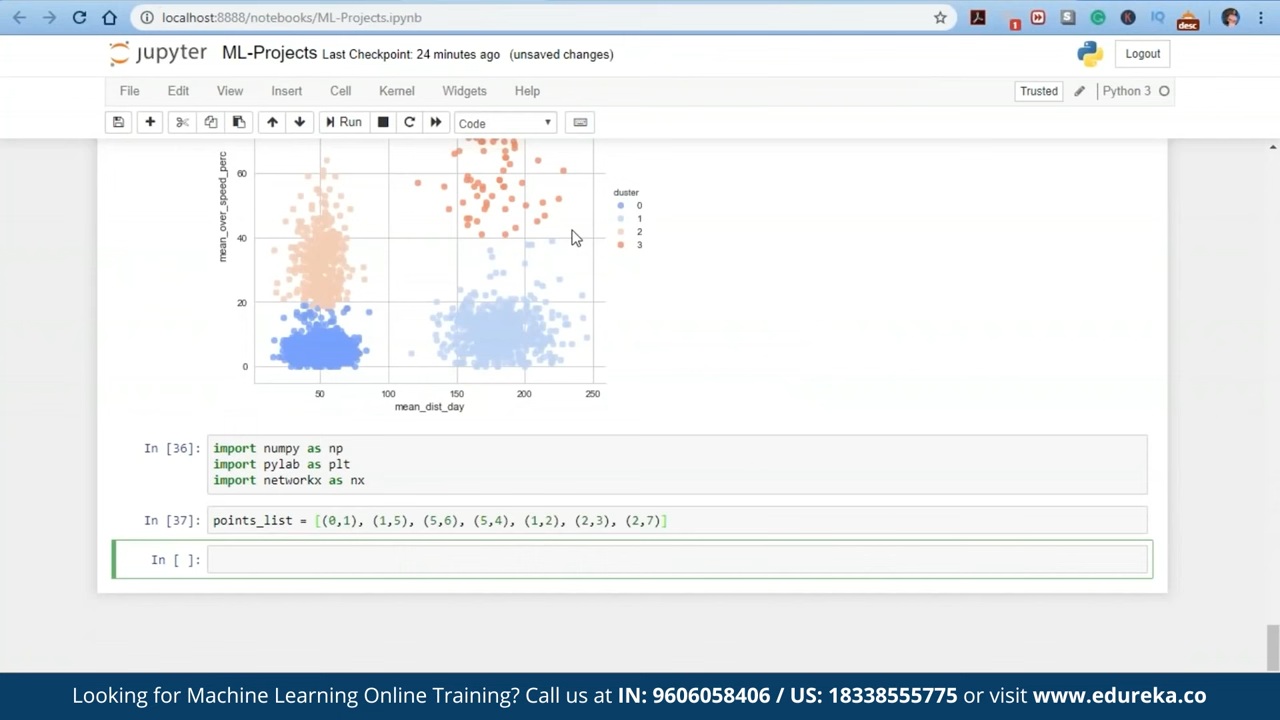 localhost:8888/notebooks/ML-Projects.ipynb
1
IQ
desc
jupyter ML-Projects Last Checkpoint: 24 minutes ago (unsaved changes)
Logout
File Edit View Insert Cell Kernel Widgets Help
Trusted
Python 3
Run
Code
mean_over_speed_perc
60
40
20
0
50 100 150 200 250
mean_dist_day
cluster
0
1
2
3
In [36]:
import numpy as np
import pylab as plt
import networkx as nx
In [37]: points_list = [(0,1), (1,5), (5,6), (5,4), (1,2), (2,3), (2,7)]
In [ ]:
Looking for Machine Learning Online Training? Call us at IN: 9606058406 / US: 18338555775 or visit www.edureka.co